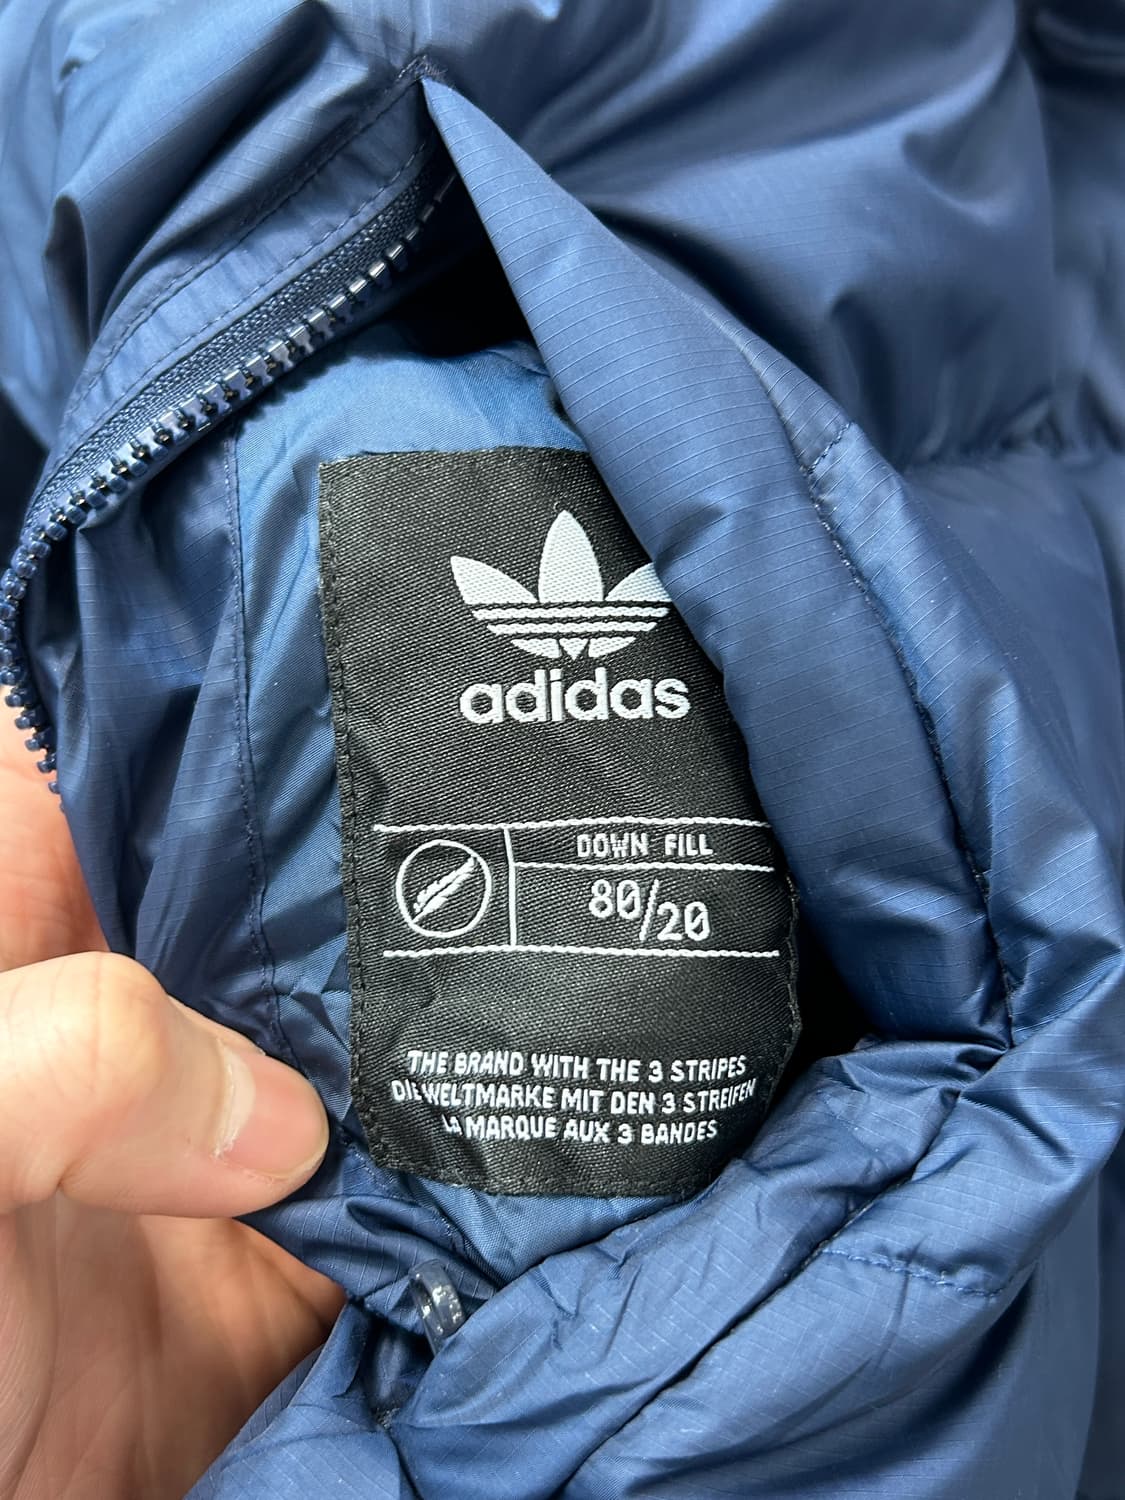 adidas
DOWN FILL
80/20
THE BRAND WITH THE 3 STRIPES
DIE WELTMARKE MIT DEN 3 STREIFEN
La MARQUE AUX 3 BANDES